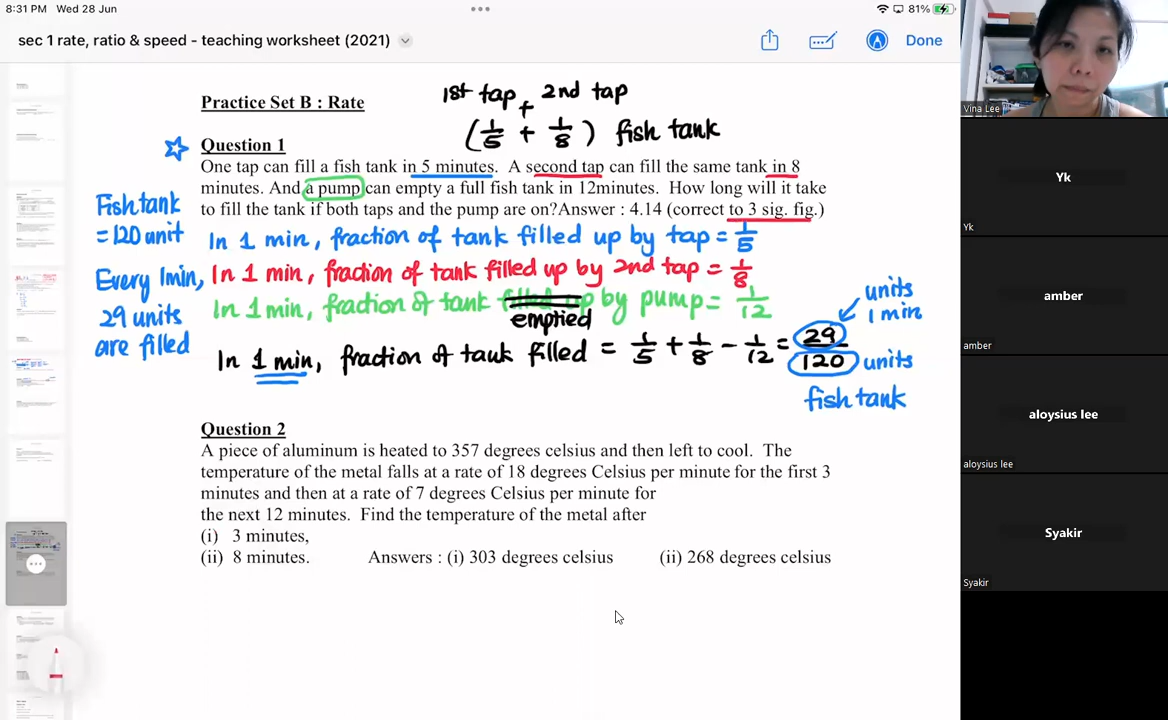 8:31 PM Wed 28 Jun
81%
sec 1 rate, ratio & speed - teaching worksheet (2021)
Done
Practice Set B : Rate
1st tap + 2nd tap
(1/5 + 1/8) fish tank
Question 1
One tap can fill a fish tank in 5 minutes. A second tap can fill the same tank in 8
minutes. And a pump can empty a full fish tank in 12minutes. How long will it take
to fill the tank if both taps and the pump are on?Answer : 4.14 (correct to 3 sig. fig.)
Fish tank
= 120 unit
Every 1min,
29 units
are filled
In 1 min, fraction of tank filled up by tap = 1/5
In 1 min, fraction of tank filled up by 2nd tap = 1/8
In 1 min, fraction of tank filled up by pump = 1/12
emptied
In 1 min, fraction of tank filled = 1/5 + 1/8 - 1/12 = 29/120
units
1 min
units
fish tank
Question 2
A piece of aluminum is heated to 357 degrees celsius and then left to cool. The
temperature of the metal falls at a rate of 18 degrees Celsius per minute for the first 3
minutes and then at a rate of 7 degrees Celsius per minute for
the next 12 minutes. Find the temperature of the metal after
(i) 3 minutes,
(ii) 8 minutes. Answers : (i) 303 degrees celsius (ii) 268 degrees celsius
Vina Lee
Yk
Yk
amber
amber
aloysius lee
aloysius lee
Syakir
Syakir